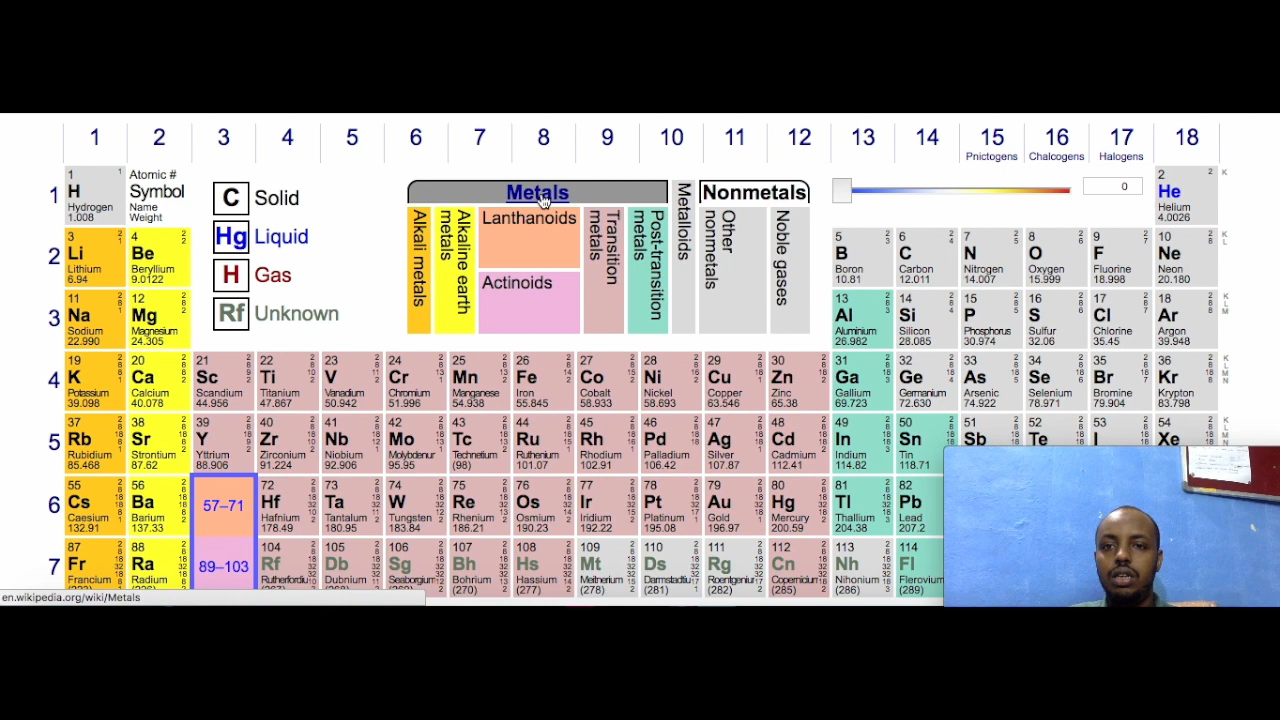 1 2 3 4 5 6 7 8 9 10 11 12 13 14 15 16 17 18
Pnictogens Chalcogens Halogens
1
1
H
Hydrogen
1.008
Atomic #
Symbol
Name
Weight
C Solid
Hg Liquid
H Gas
Rf Unknown
Metals
Alkali metals
Alkaline earth
metals
Lanthanoids
Actinoids
Transition
metals
Post-transition
metals
Metalloids
Nonmetals
Other
nonmetals
Noble gases
0
2
He
Helium
4.0026
K
2
3 4 5 6 7 8 9 10
Li Be B C N O F Ne
Lithium Beryllium Boron Carbon Nitrogen Oxygen Fluorine Neon
6.94 9.0122 10.81 12.011 14.007 15.999 18.998 20.180
K
L
3
11 12 13 14 15 16 17 18
Na Mg Al Si P S Cl Ar
Sodium Magnesium Aluminium Silicon Phosphorus Sulfur Chlorine Argon
22.990 24.305 26.982 28.085 30.974 32.06 35.45 39.948
K
L
M
4
19 20 21 22 23 24 25 26 27 28 29 30 31 32 33 34 35 36
K Ca Sc Ti V Cr Mn Fe Co Ni Cu Zn Ga Ge As Se Br Kr
Potassium Calcium Scandium Titanium Vanadium Chromium Manganese Iron Cobalt Nickel Copper Zinc Gallium Germanium Arsenic Selenium Bromine Krypton
39.098 40.078 44.956 47.867 50.942 51.996 54.938 55.845 58.933 58.693 63.546 65.38 69.723 72.630 74.922 78.971 79.904 83.798
K
L
M
N
5
37 38 39 40 41 42 43 44 45 46 47 48 49 50 51 52 53 54
Rb Sr Y Zr Nb Mo Tc Ru Rh Pd Ag Cd In Sn Sb Te I Xe
Rubidium Strontium Yttrium Zirconium Niobium Molybdenum Technetium Ruthenium Rhodium Palladium Silver Cadmium Indium Tin
85.468 87.62 88.906 91.224 92.906 95.95 (98) 101.07 102.91 106.42 107.87 112.41 114.82 118.71
6
55 56 57–71 72 73 74 75 76 77 78 79 80 81 82
Cs Ba Hf Ta W Re Os Ir Pt Au Hg Tl Pb
Caesium Barium Hafnium Tantalum Tungsten Rhenium Osmium Iridium Platinum Gold Mercury Thallium Lead
132.91 137.33 178.49 180.95 183.84 186.21 190.23 192.22 195.08 196.97 200.59 204.38 207.2
7
87 88 89–103 104 105 106 107 108 109 110 111 112 113 114
Fr Ra Rf Db Sg Bh Hs Mt Ds Rg Cn Nh Fl
Francium Radium Dubnium Bohrium Hassium Nihonium Flerovium
(270) (277) (278) (281) (282) (285) (286) (289)
en.wikipedia.org/wiki/Metals